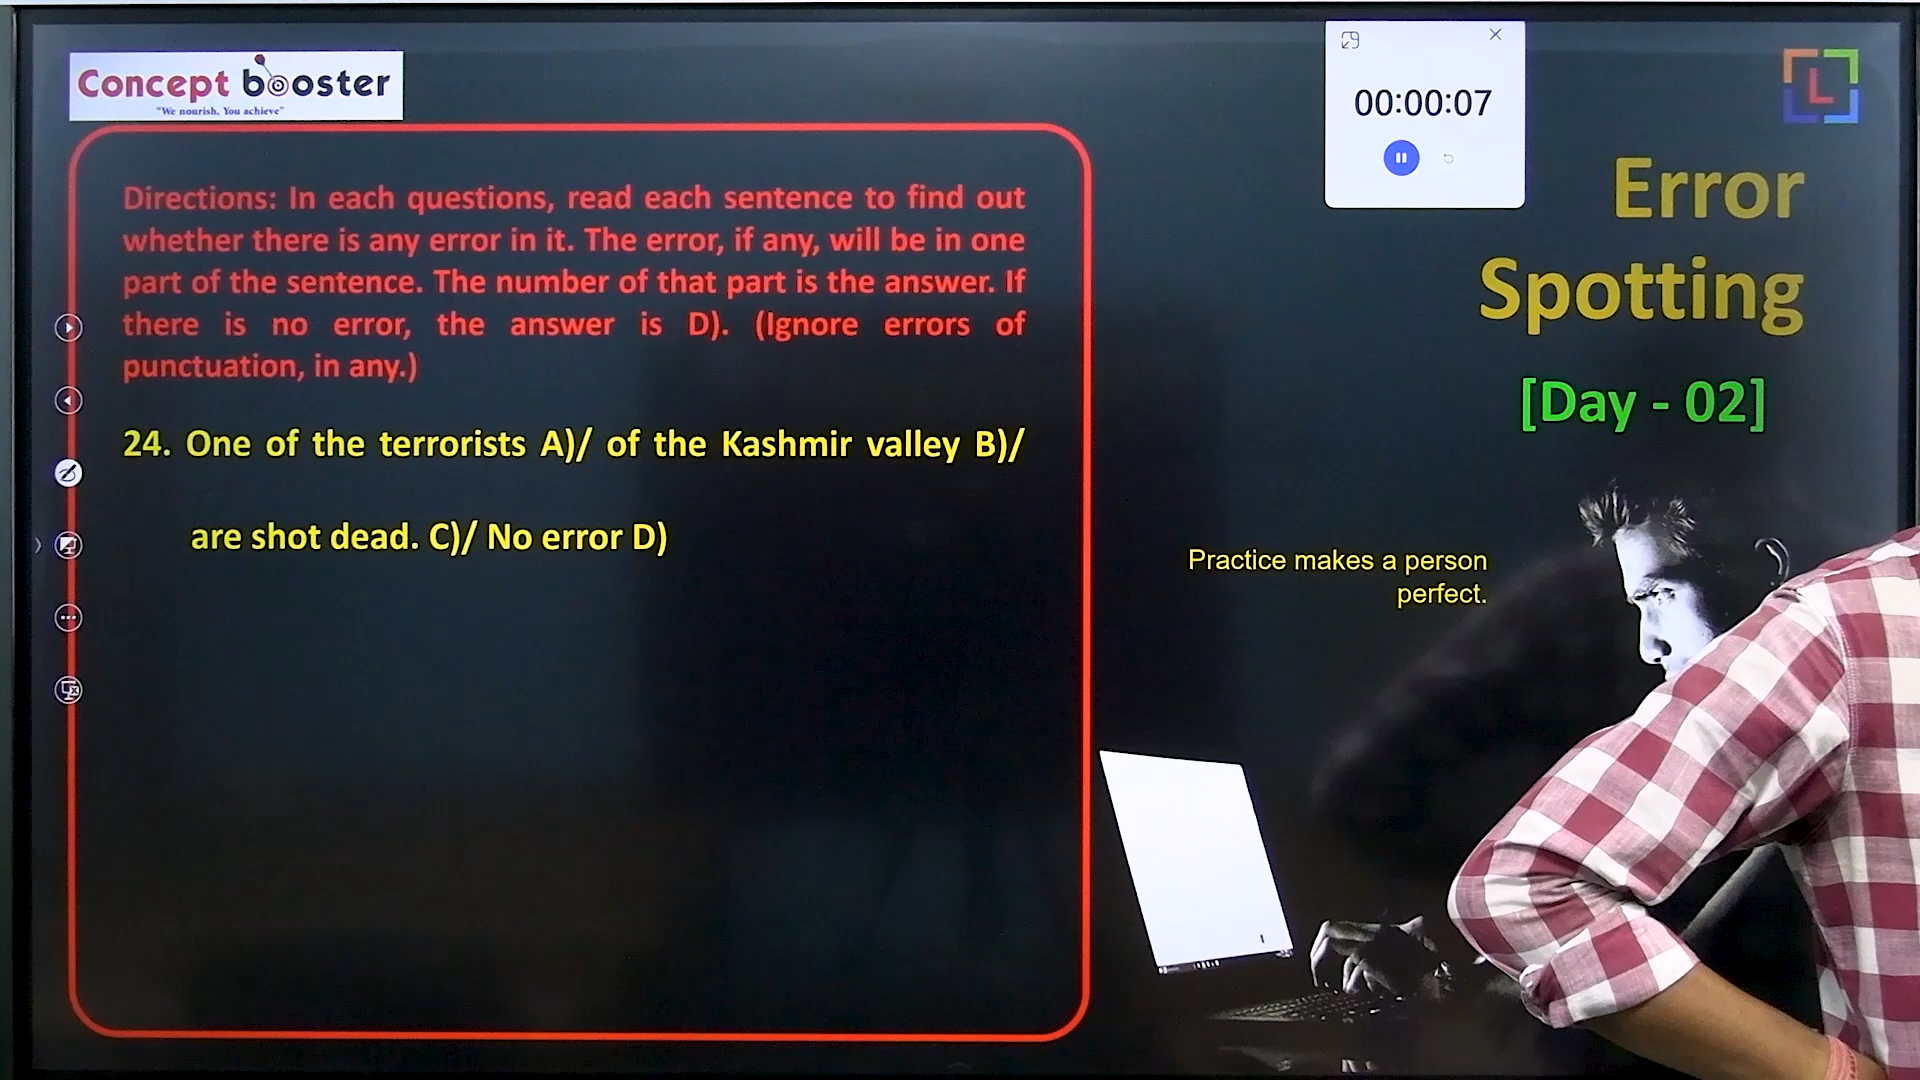 Concept booster
"We nourish, You achieve"
00:00:07
L
Error
Spotting
[Day - 02]
Directions: In each questions, read each sentence to find out
whether there is any error in it. The error, if any, will be in one
part of the sentence. The number of that part is the answer. If
there is no error, the answer is D). (Ignore errors of
punctuation, in any.)
24. One of the terrorists A)/ of the Kashmir valley B)/
are shot dead. C)/ No error D)
Practice makes a person
perfect.